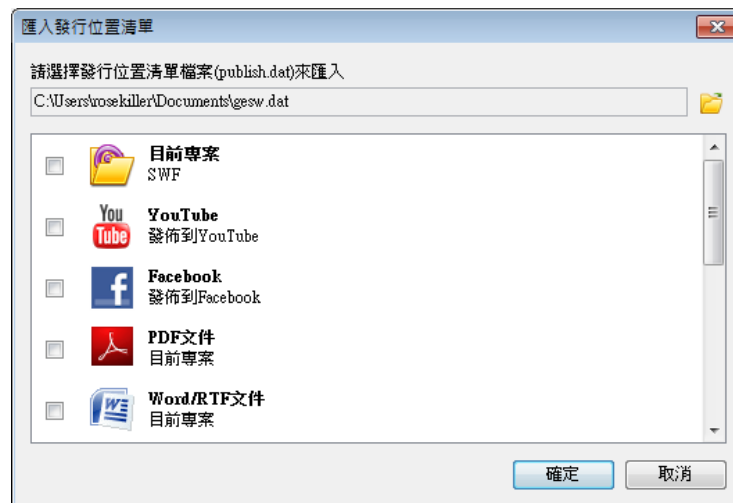 匯入發行位置清單
請選擇發行位置清單檔案(publish.dat)來匯入
C:\Users\rosekiller\Documents\gesw.dat
目前專案
SWF
You
Tube
YouTube
發佈到YouTube
f
Facebook
發佈到Facebook
PDF文件
目前專案
W
Word/RTF文件
目前專案
確定
取消